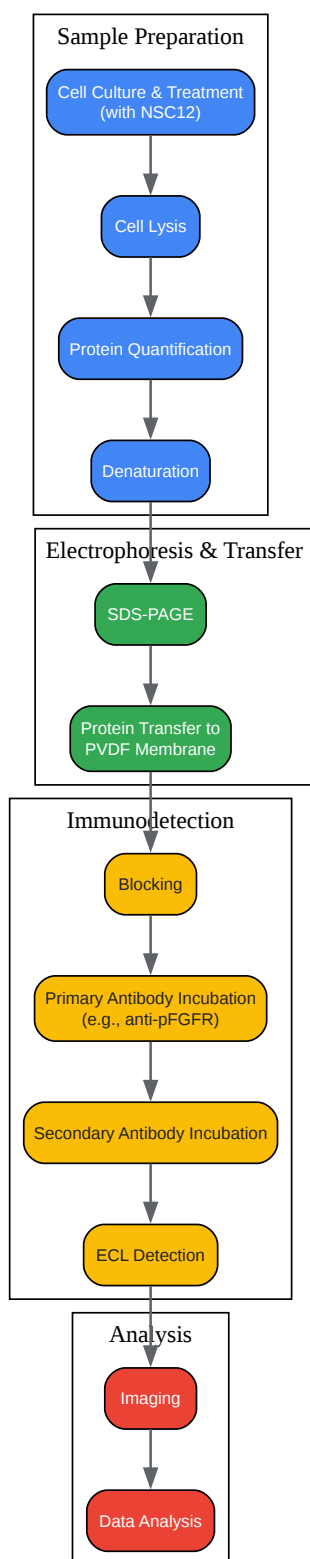 Sample Preparation
Cell Culture & Treatment
(with NSC12)
Cell Lysis
Protein Quantification
Denaturation
Electrophoresis & Transfer
SDS-PAGE
Protein Transfer to
PVDF Membrane
Immunodetection
Blocking
Primary Antibody Incubation
(e.g., anti-pFGFR)
Secondary Antibody Incubation
ECL Detection
Analysis
Imaging
Data Analysis